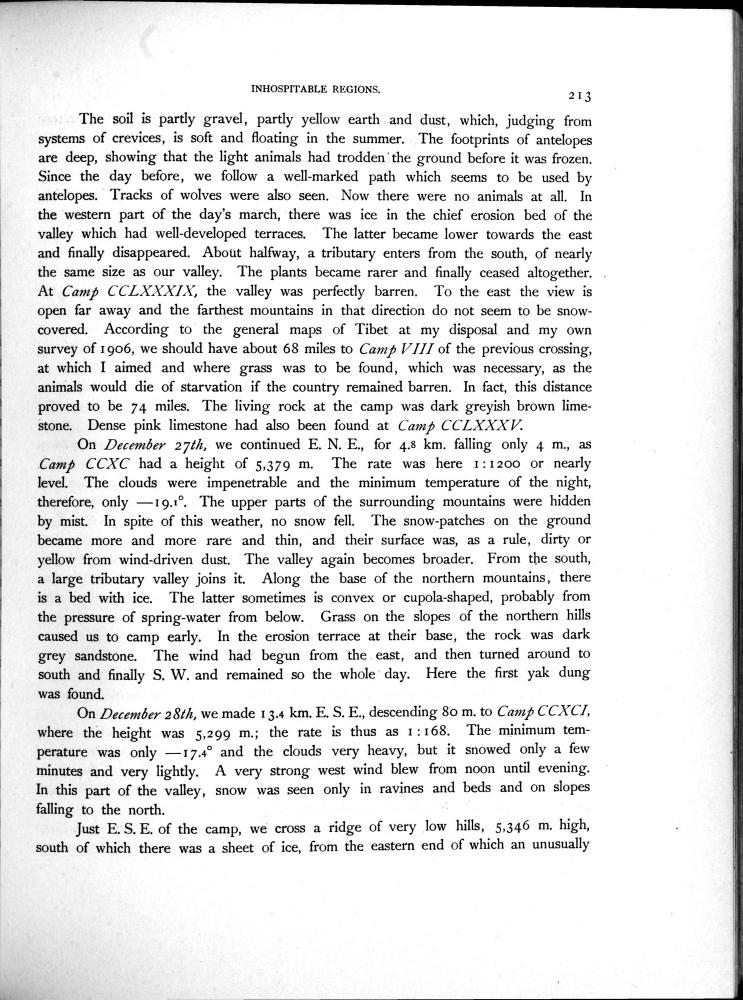 INHOSPITABLE REGIONS.
213
The soil is partly gravel, partly yellow earth and dust, which, judging from
systems of crevices, is soft and floating in the summer. The footprints of antelopes
are deep, showing that the light animals had trodden the ground before it was frozen.
Since the day before, we follow a well-marked path which seems to be used by
antelopes. Tracks of wolves were also seen. Now there were no animals at all. In
the western part of the day's march, there was ice in the chief erosion bed of the
valley which had well-developed terraces. The latter became lower towards the east
and finally disappeared. About halfway, a tributary enters from the south, of nearly
the same size as our valley. The plants became rarer and finally ceased altogether.
At Camp CCLXXXIX, the valley was perfectly barren. To the east the view is
open far away and the farthest mountains in that direction do not seem to be snow-
covered. According to the general maps of Tibet at my disposal and my own
survey of 1906, we should have about 68 miles to Camp VIII of the previous crossing,
at which I aimed and where grass was to be found, which was necessary, as the
animals would die of starvation if the country remained barren. In fact, this distance
proved to be 74 miles. The living rock at the camp was dark greyish brown lime-
stone. Dense pink limestone had also been found at Camp CCLXXXV.
On December 27th, we continued E. N. E., for 4.8 km. falling only 4 m., as
Camp CCXC had a height of 5,379 m. The rate was here 1:1200 or nearly
level. The clouds were impenetrable and the minimum temperature of the night,
therefore, only —19.1°. The upper parts of the surrounding mountains were hidden
by mist. In spite of this weather, no snow fell. The snow-patches on the ground
became more and more rare and thin, and their surface was, as a rule, dirty or
yellow from wind-driven dust. The valley again becomes broader. From the south,
a large tributary valley joins it. Along the base of the northern mountains, there
is a bed with ice. The latter sometimes is convex or cupola-shaped, probably from
the pressure of spring-water from below. Grass on the slopes of the northern hills
caused us to camp early. In the erosion terrace at their base, the rock was dark
grey sandstone. The wind had begun from the east, and then turned around to
south and finally S. W. and remained so the whole day. Here the first yak dung
was found.
On December 28th, we made 13.4 km. E. S. E., descending 80 m. to Camp CCXCI,
where the height was 5,299 m.; the rate is thus as 1:168. The minimum tem-
perature was only —17.4° and the clouds very heavy, but it snowed only a few
minutes and very lightly. A very strong west wind blew from noon until evening.
In this part of the valley, snow was seen only in ravines and beds and on slopes
falling to the north.
Just E. S. E. of the camp, we cross a ridge of very low hills, 5,346 m. high,
south of which there was a sheet of ice, from the eastern end of which an unusually